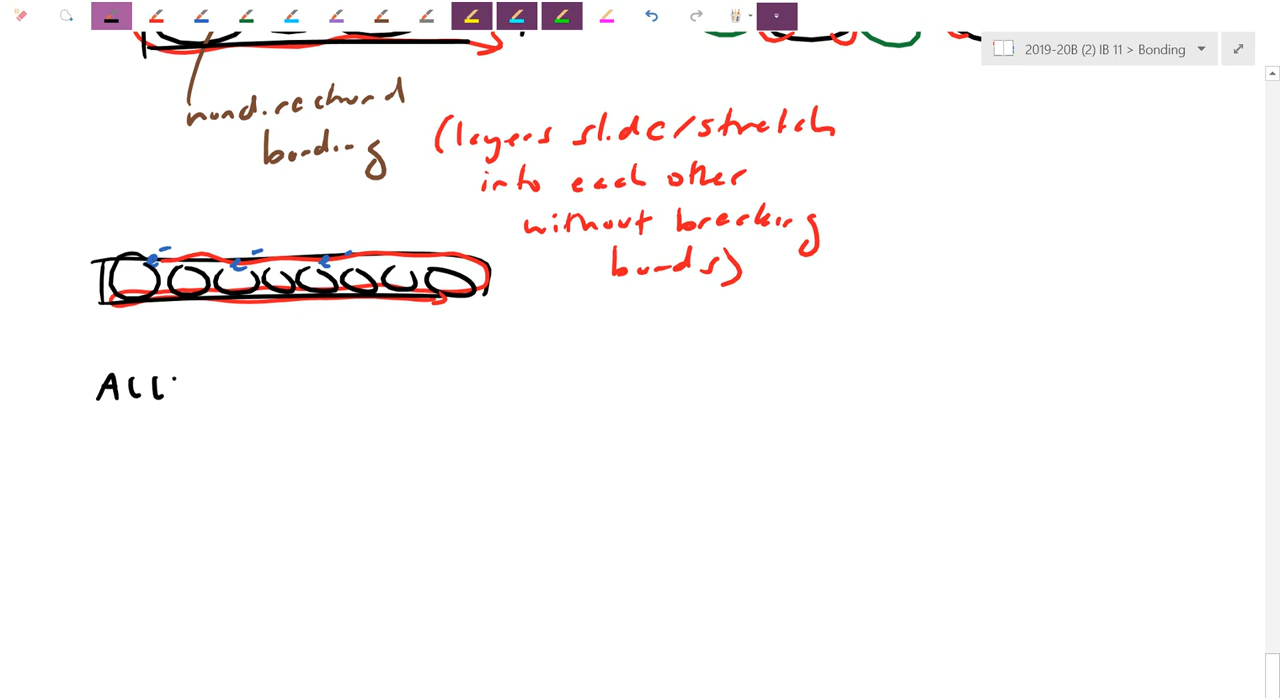 2019-20B (2) IB 11 > Bonding
nondirectional
bonding
(layers slide/stretch
into each other
without breaking
bonds)
All